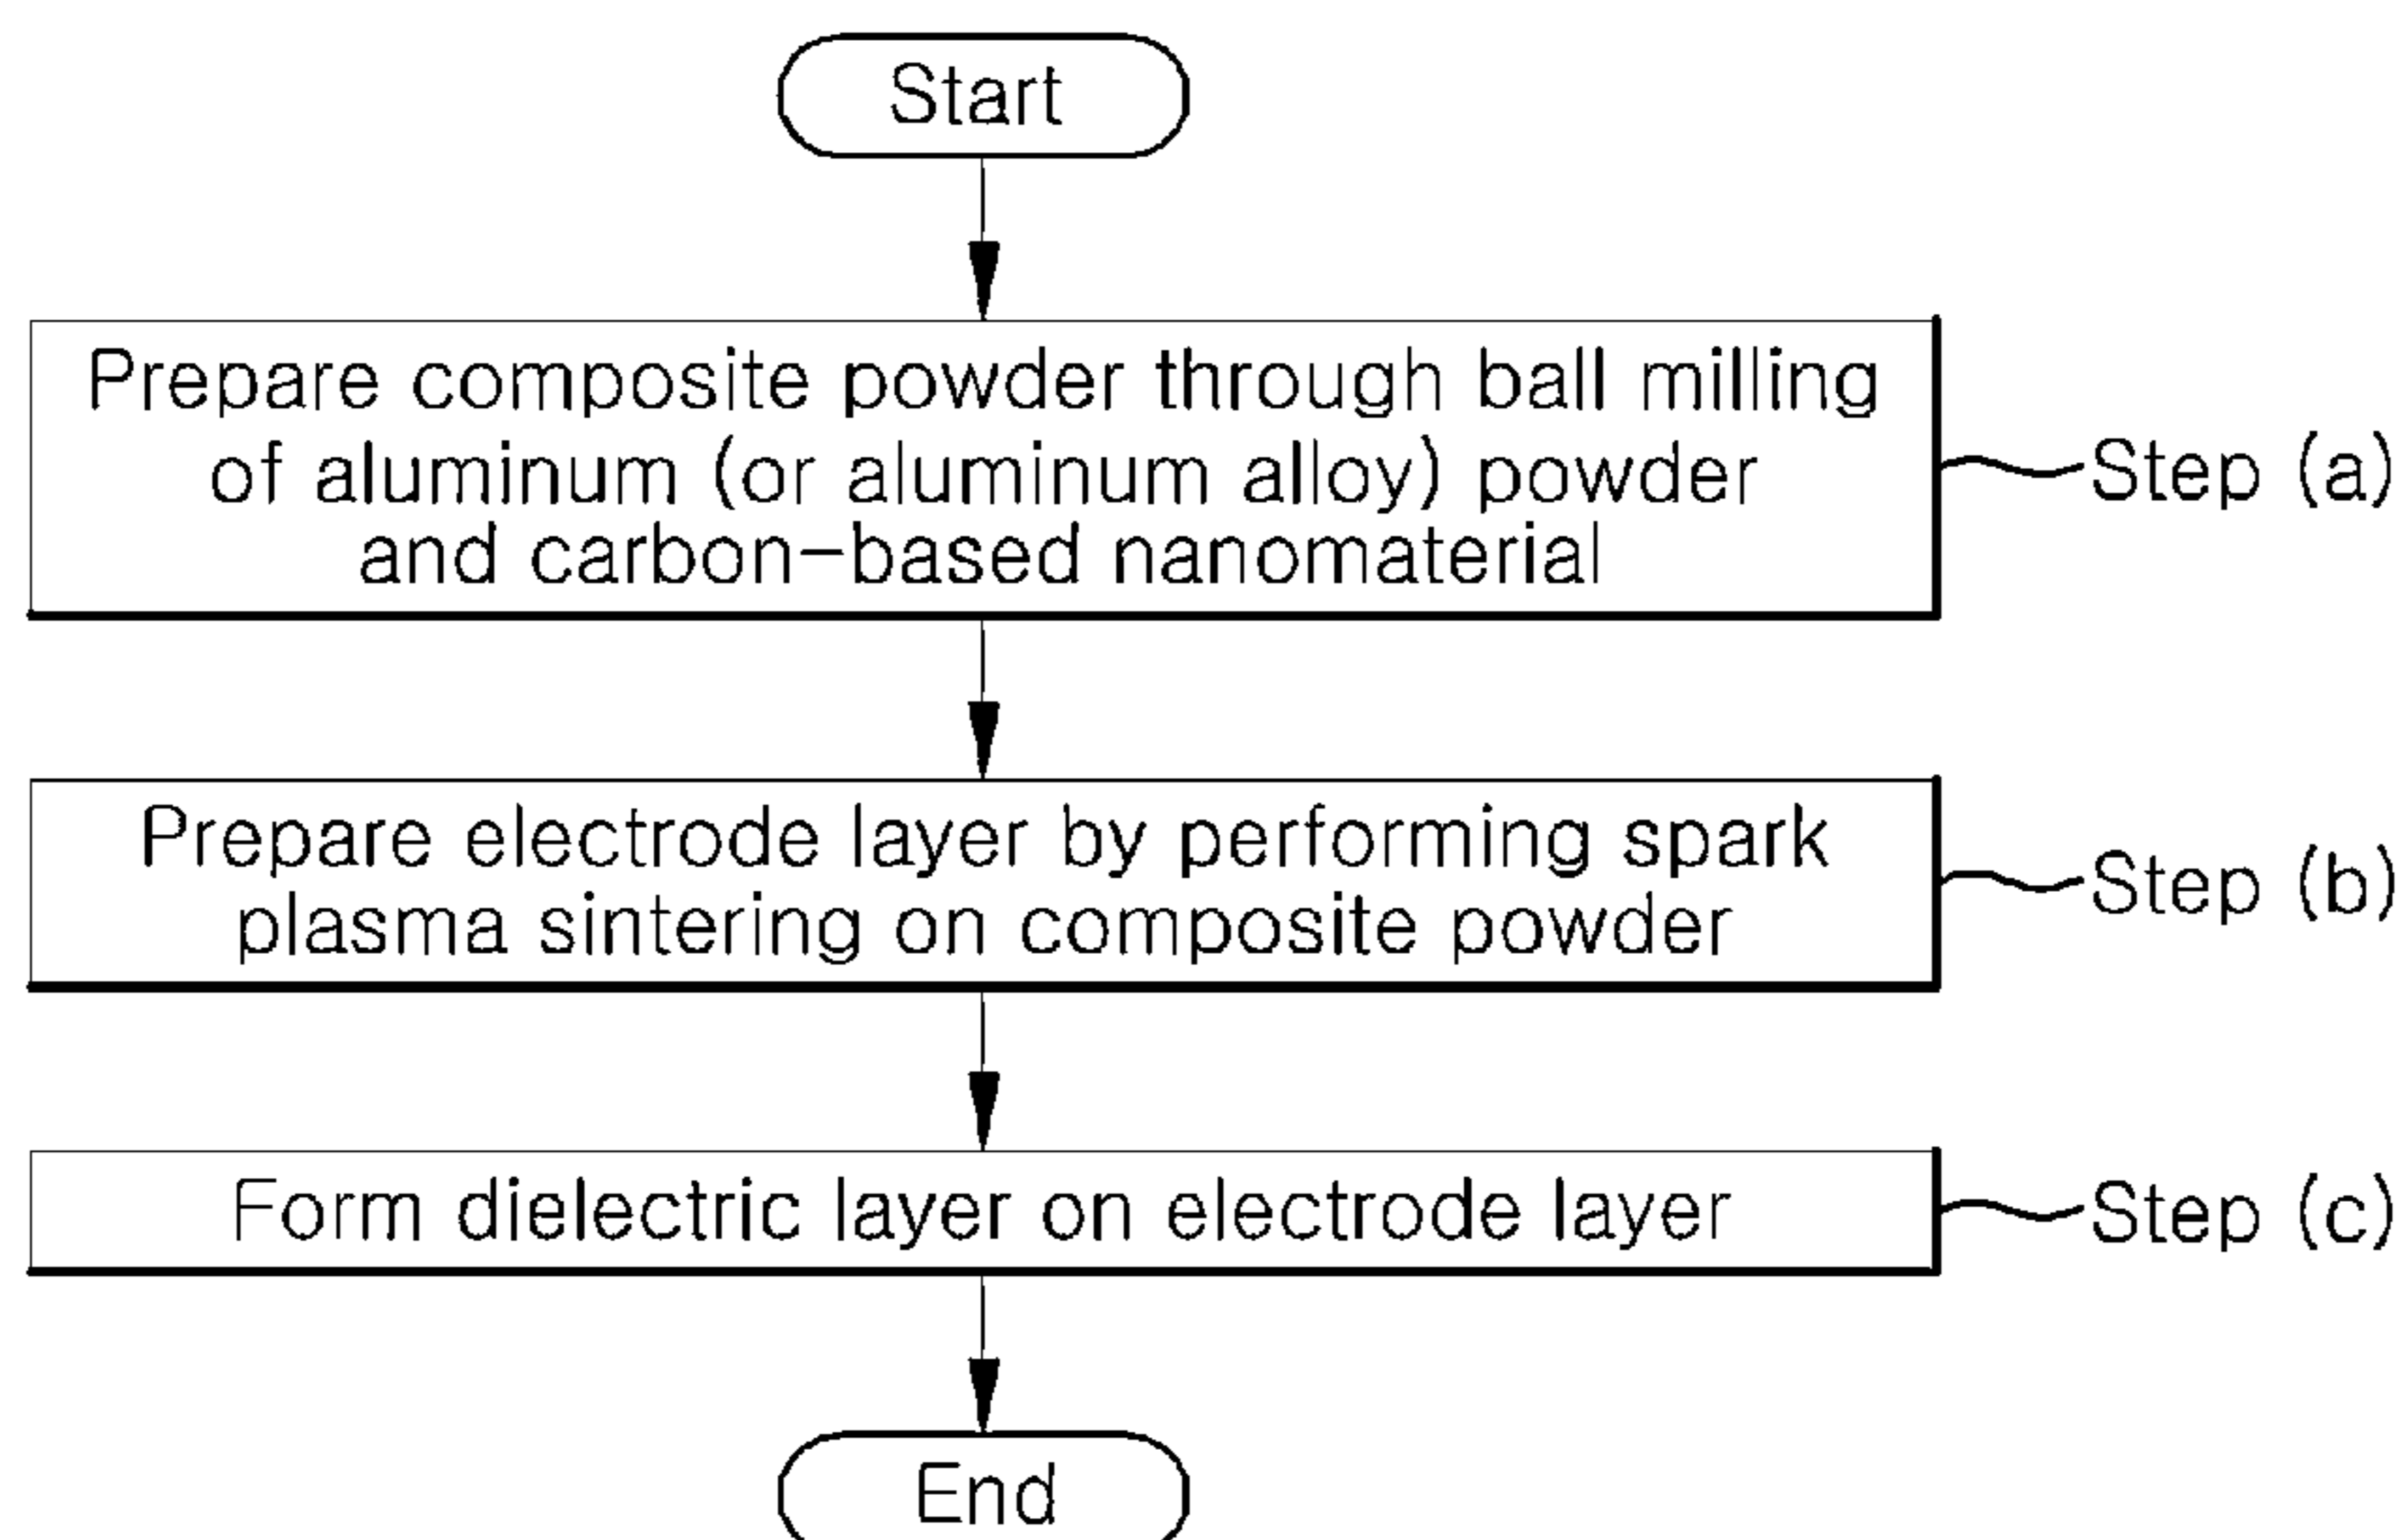 Start
Prepare composite powder through ball milling
of aluminum (or aluminum alloy) powder
and carbon-based nanomaterial
Step (a)
Prepare electrode layer by performing spark
plasma sintering on composite powder
Step (b)
Form dielectric layer on electrode layer
Step (c)
End